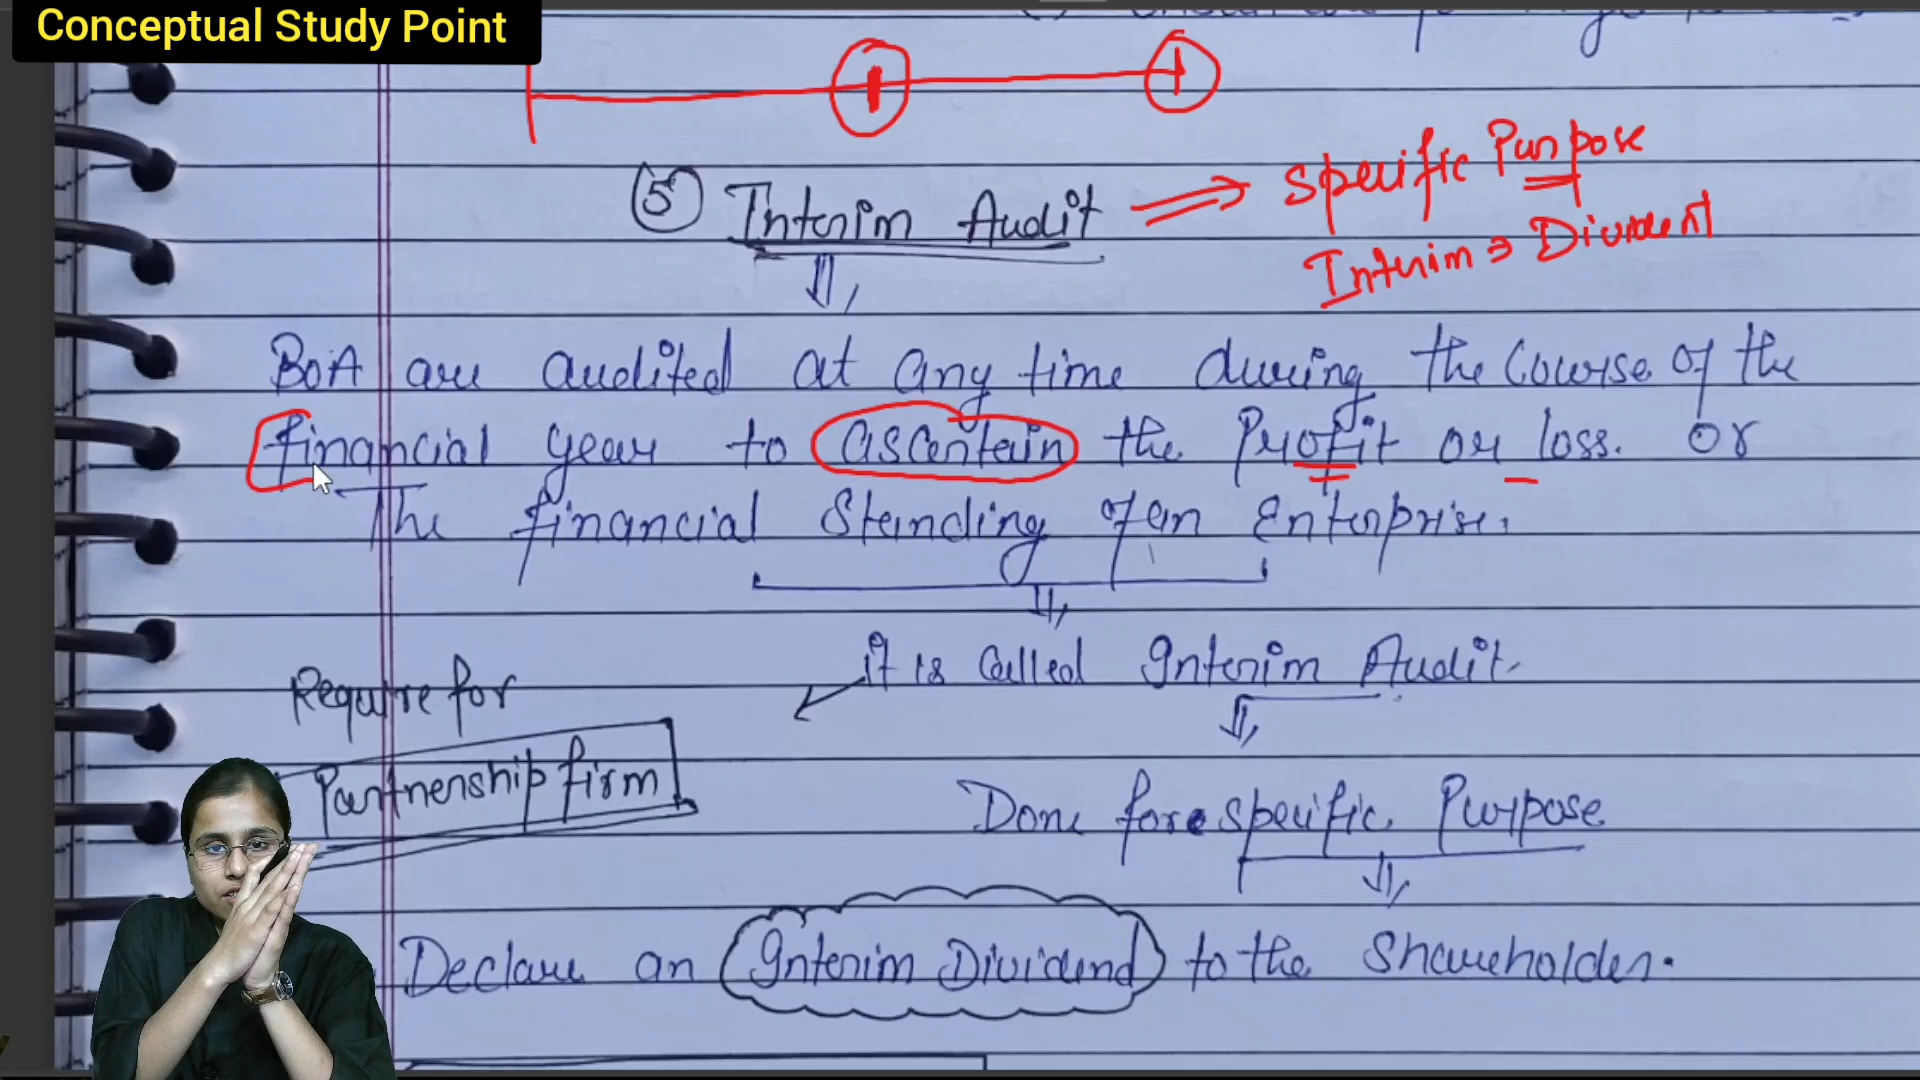 Conceptual Study Point
⑤ Interim Audit ⇒ Specific Purpose
Interim ⇒ Divident
BOA are audited at any time during the Course of the
financial year to ascertain the Profit or loss. or
The financial Standing of an Enterprise.
it is Called Interim Audit.
Require for
Partnership firm
Done for specific Purpose
Declare an Interim Dividend to the Shareholder.